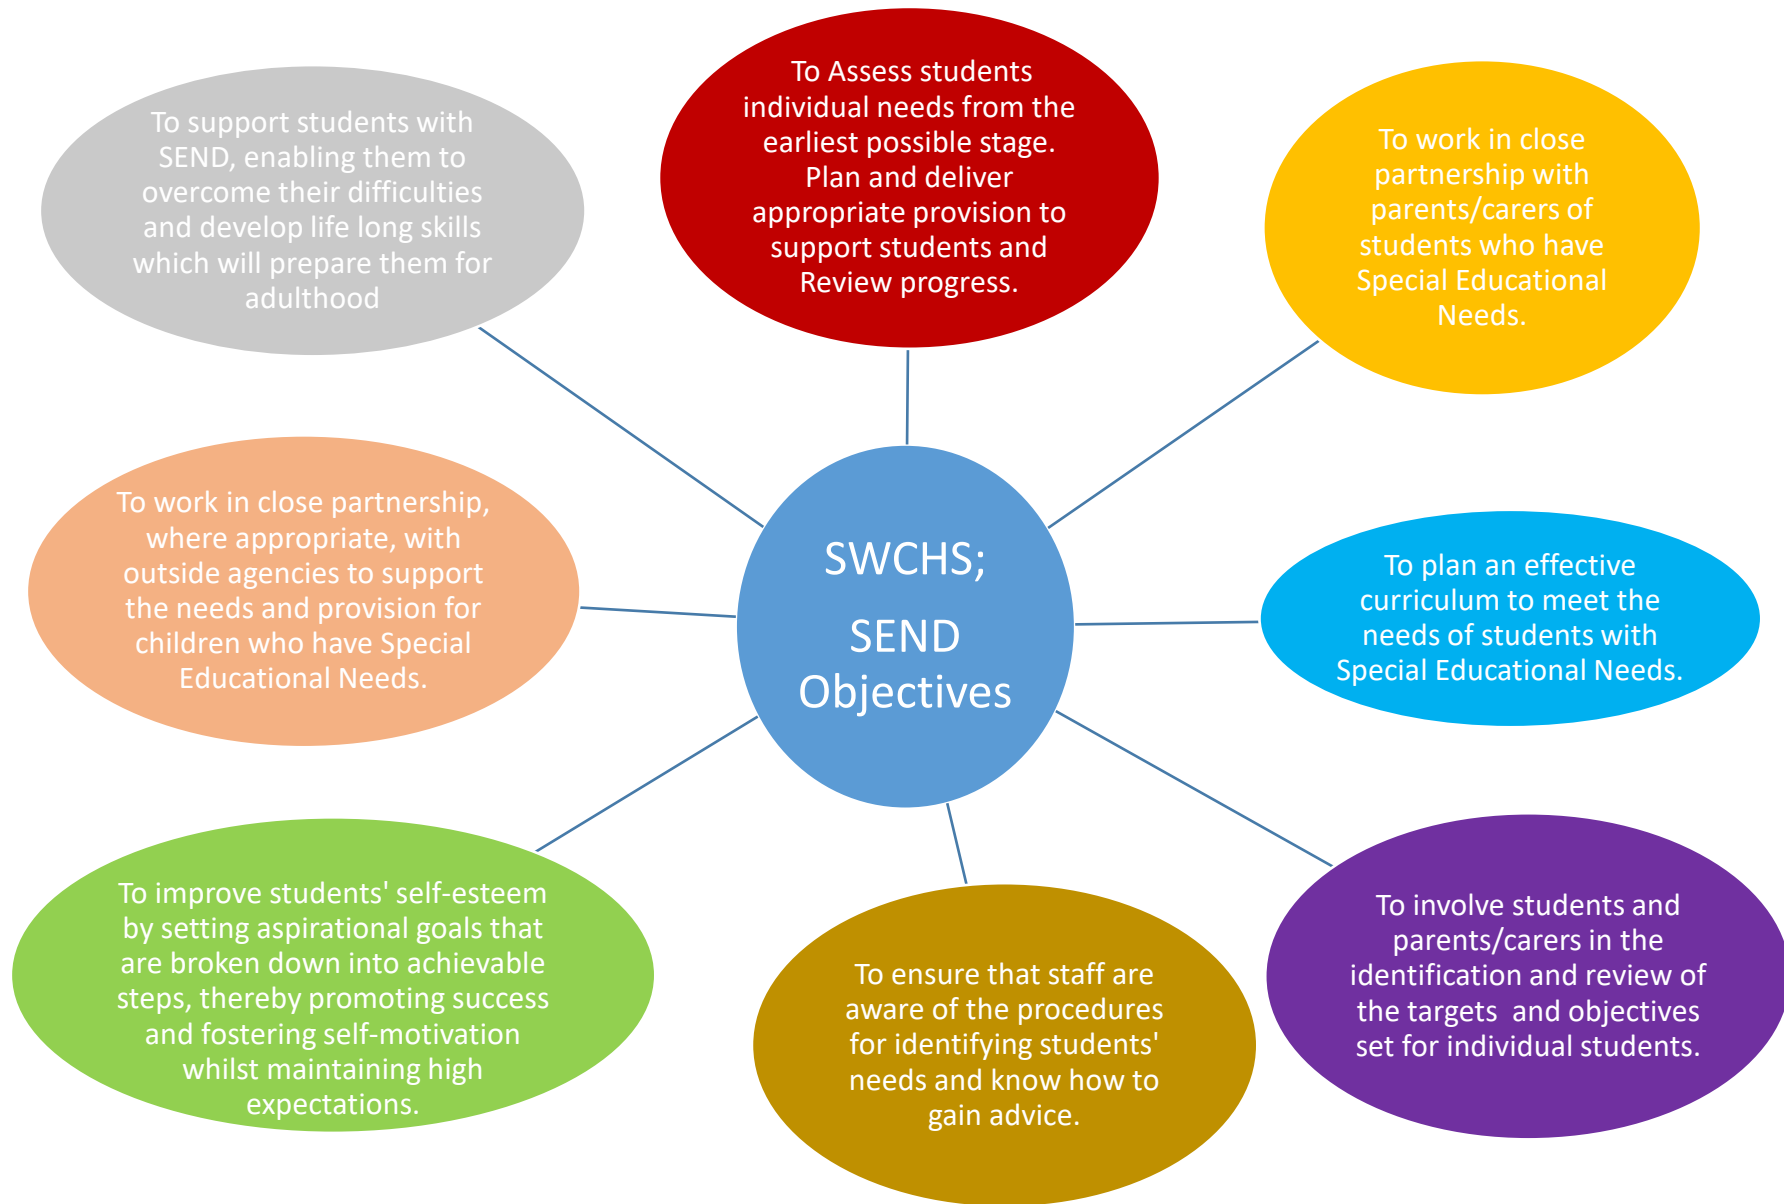 To support students with
SEND, enabling them to
overcome their difficulties
and develop life long skills
which will prepare them for
adulthood
To Assess students
individual needs from the
earliest possible stage.
Plan and deliver
appropriate provision to
support students and
Review progress.
To work in close
partnership with
parents/carers of
students who have
Special Educational
Needs.
To work in close partnership,
where appropriate, with
outside agencies to support
the needs and provision for
children who have Special
Educational Needs.
SWCHS;
SEND
Objectives
To plan an effective
curriculum to meet the
needs of students with
Special Educational Needs.
To improve students' self-esteem
by setting aspirational goals that
are broken down into achievable
steps, thereby promoting success
and fostering self-motivation
whilst maintaining high
expectations.
To ensure that staff are
aware of the procedures
for identifying students'
needs and know how to
gain advice.
To involve students and
parents/carers in the
identification and review of
the targets  and objectives
set for individual students.